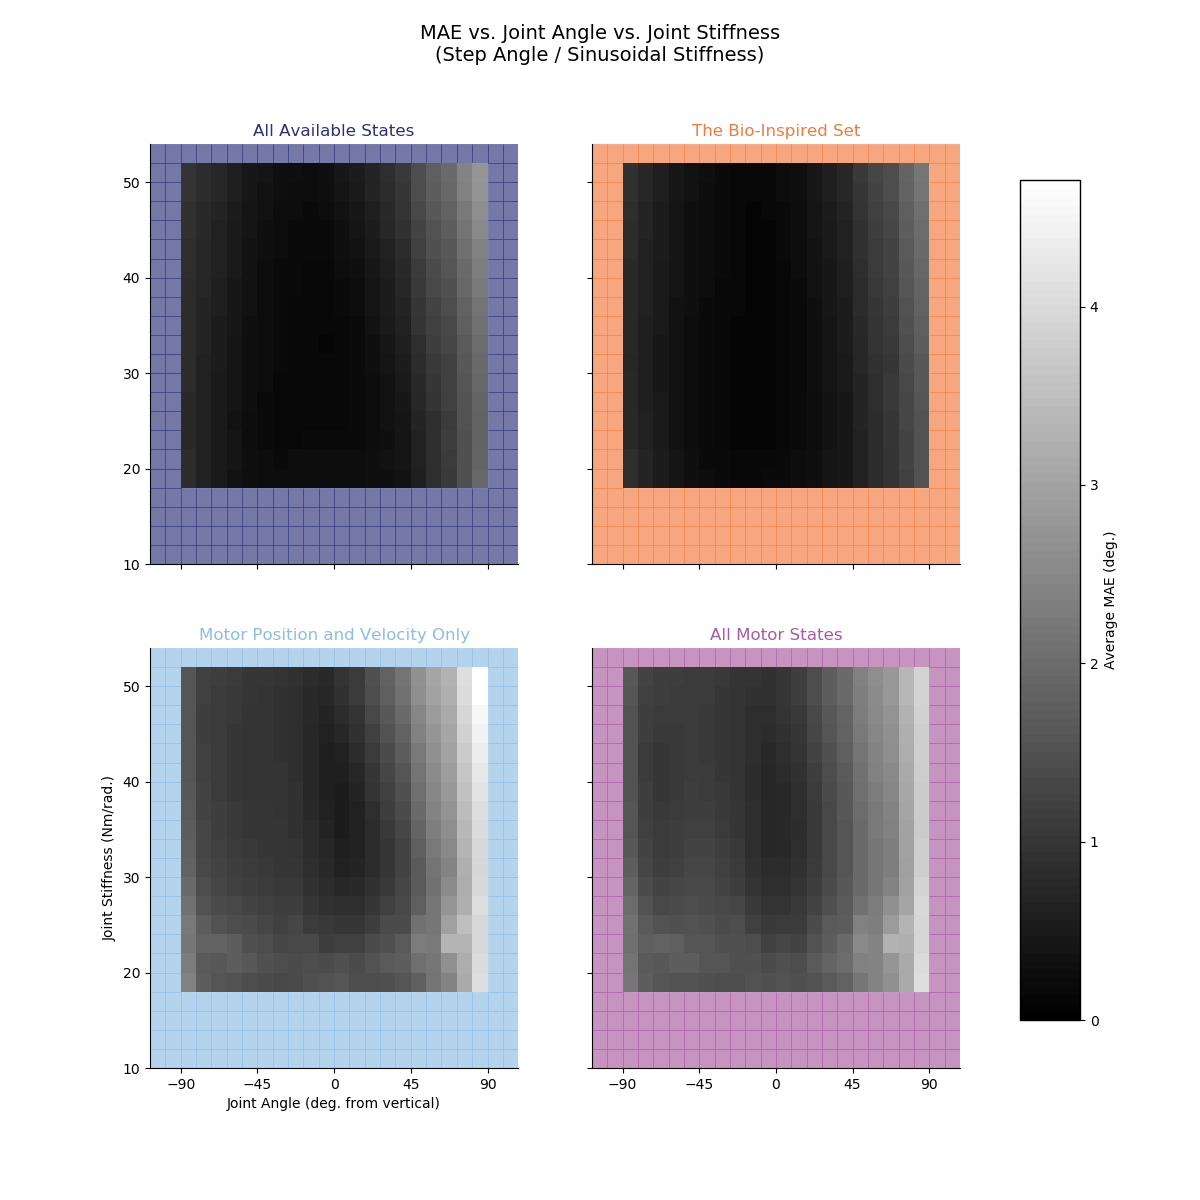 MAE vs. Joint Angle vs. Joint Stiffness
(Step Angle / Sinusoidal Stiffness)
All Available States
50
40
30
20
10
The Bio-Inspired Set
Motor Position and Velocity Only
Joint Stiffness (Nm/rad.)
50
40
30
20
10
−90 −45 0 45 90
Joint Angle (deg. from vertical)
All Motor States
−90 −45 0 45 90
4
3
2
1
0
Average MAE (deg.)